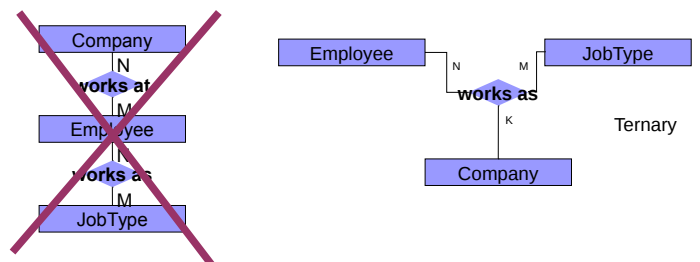 Company
N
works at
M
Employee
N
works as
M
JobType
Employee
JobType
N
M
works as
K
Ternary
Company